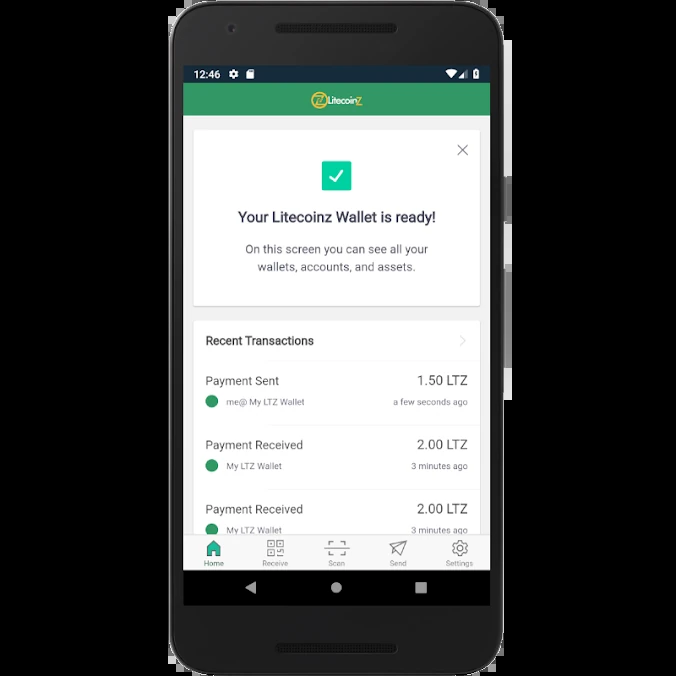 12:46
LitecoinZ
Your Litecoinz Wallet is ready!
On this screen you can see all your
wallets, accounts, and assets.
Recent Transactions
Payment Sent 1.50 LTZ
me@ My LTZ Wallet a few seconds ago
Payment Received 2.00 LTZ
My LTZ Wallet 3 minutes ago
Payment Received 2.00 LTZ
My LTZ Wallet 3 minutes ago
Home Receive Scan Send Settings